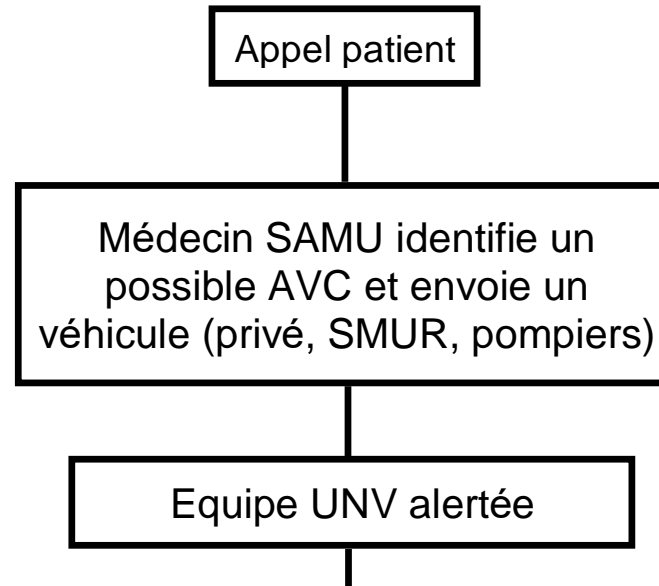 Appel patient
Médecin SAMU identifie un
possible AVC et envoie un
véhicule (privé, SMUR, pompiers)
Equipe UNV alertée